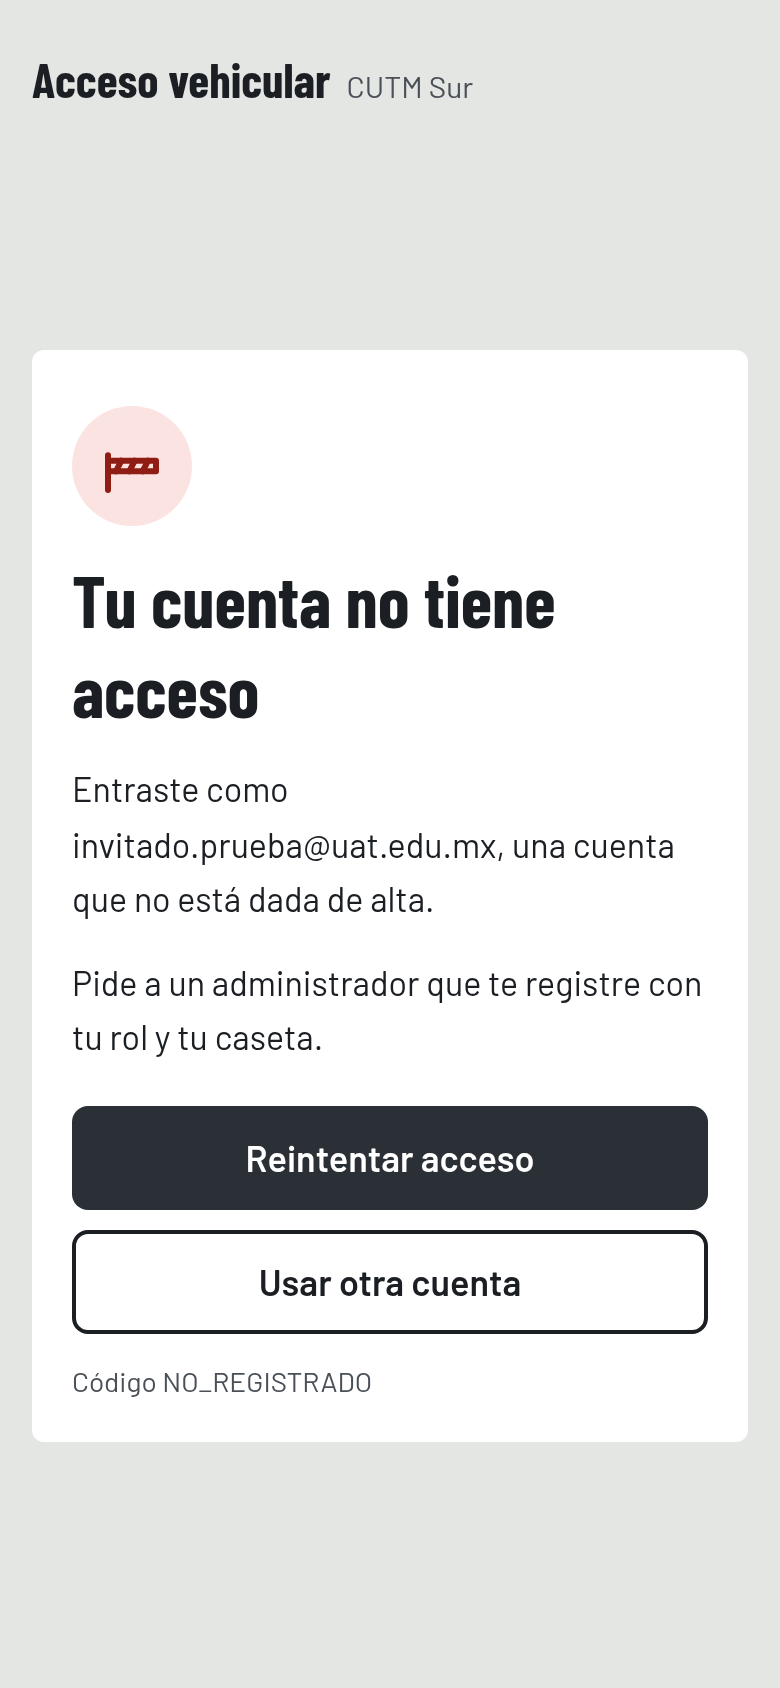 Acceso vehicular CUTM Sur
Tu cuenta no tiene
acceso
Entraste como
invitado.prueba@uat.edu.mx, una cuenta
que no está dada de alta.
Pide a un administrador que te registre con
tu rol y tu caseta.
Reintentar acceso
Usar otra cuenta
Código NO_REGISTRADO